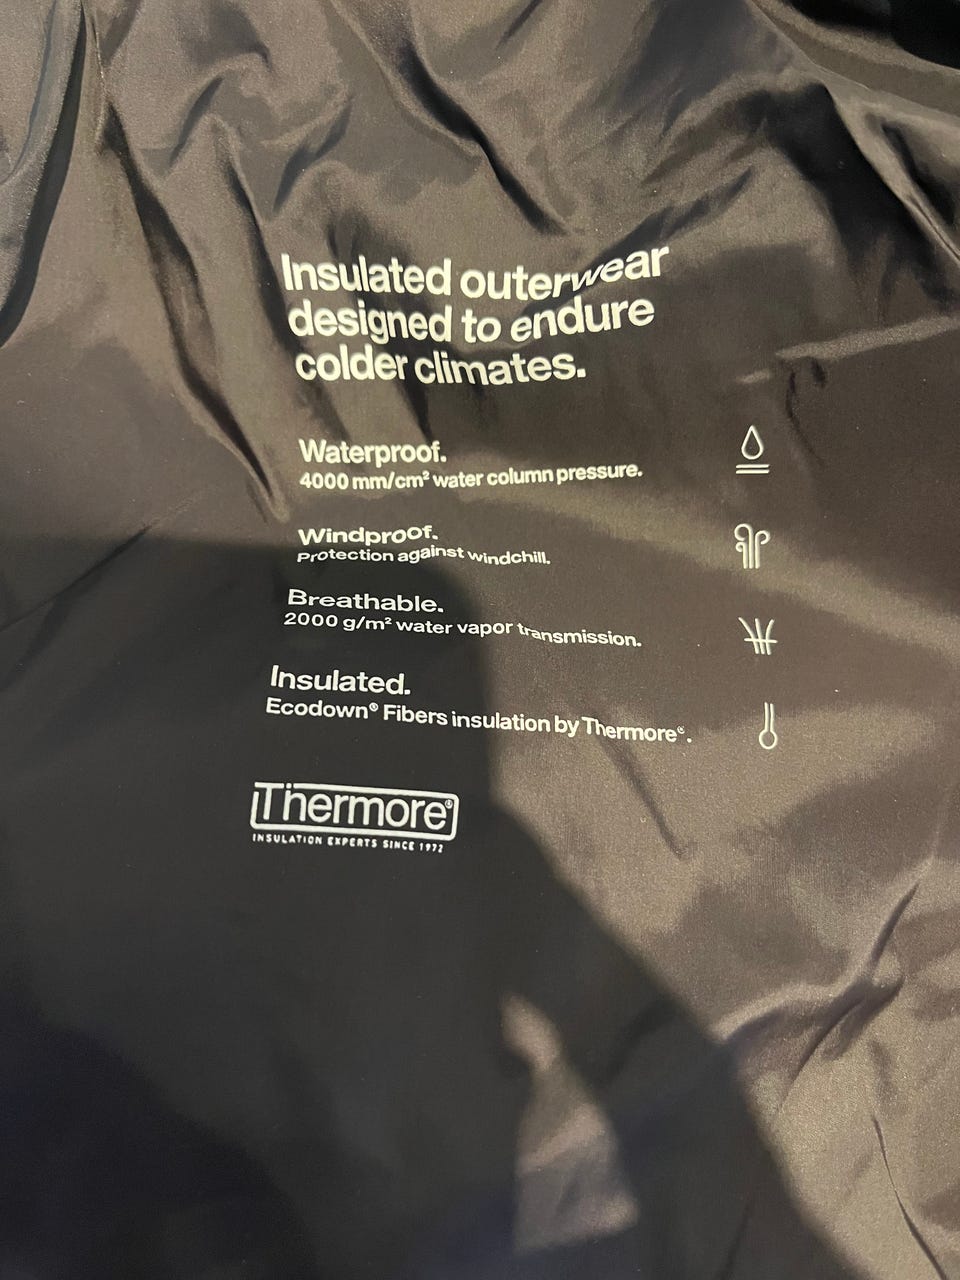 Insulated outerwear
designed to endure
colder climates.
Waterproof.
4000 mm/cm² water column pressure.
Windproof.
Protection against windchill.
Breathable.
2000 g/m² water vapor transmission.
Insulated.
Ecodown® Fibers insulation by Thermore®.
Thermore®
INSULATION EXPERTS SINCE 1972